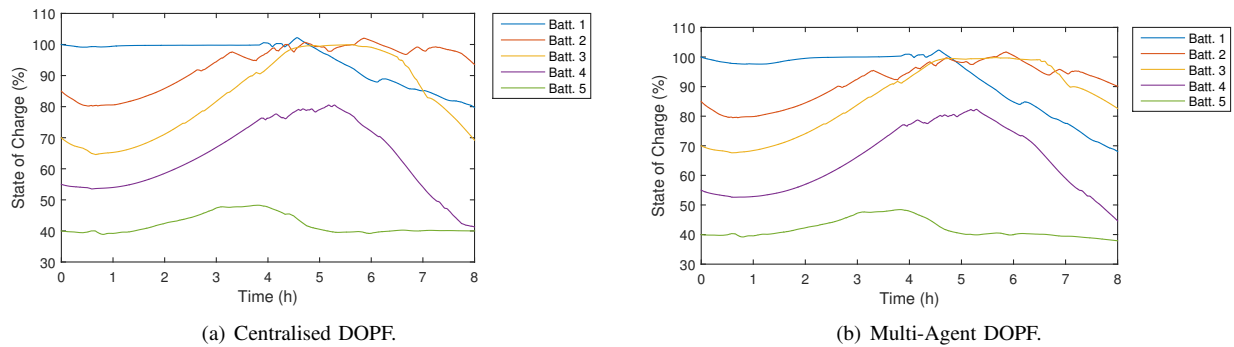 110
100
90
80
70
60
50
40
30
State of Charge (%)
0 1 2 3 4 5 6 7 8
Time (h)
Batt. 1
Batt. 2
Batt. 3
Batt. 4
Batt. 5
(a) Centralised DOPF.
110
100
90
80
70
60
50
40
30
State of Charge (%)
0 1 2 3 4 5 6 7 8
Time (h)
Batt. 1
Batt. 2
Batt. 3
Batt. 4
Batt. 5
(b) Multi-Agent DOPF.